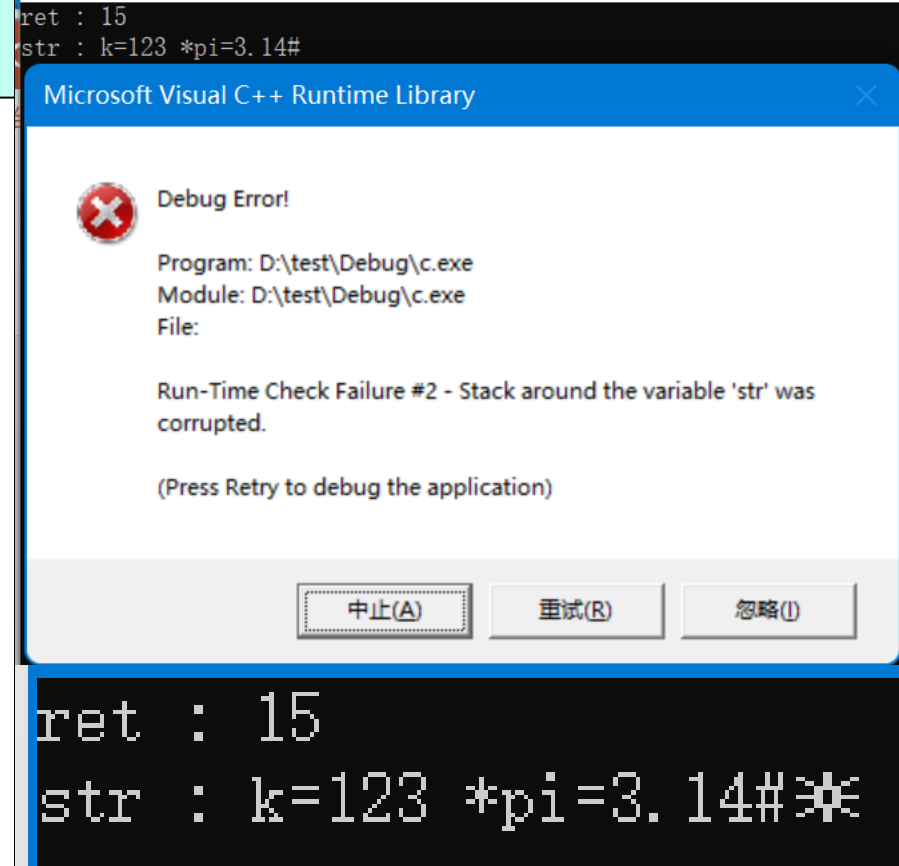 ret : 15
str : k=123 *pi=3.14#
Microsoft Visual C++ Runtime Library
Debug Error!
Program: D:\test\Debug\c.exe
Module: D:\test\Debug\c.exe
File:
Run-Time Check Failure #2 - Stack around the variable 'str' was
corrupted.
(Press Retry to debug the application)
中止(A) 重试(R) 忽略(I)
ret : 15
str : k=123 *pi=3.14#☼